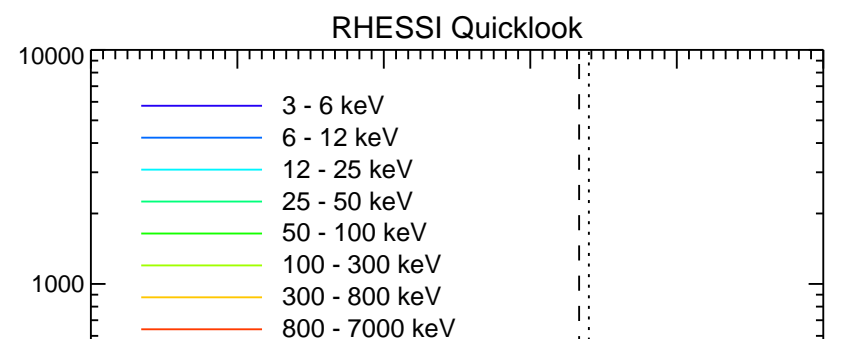 RHESSI Quicklook
10000
3 - 6 keV
6 - 12 keV
12 - 25 keV
25 - 50 keV
50 - 100 keV
100 - 300 keV
1000
300 - 800 keV
800 - 7000 keV